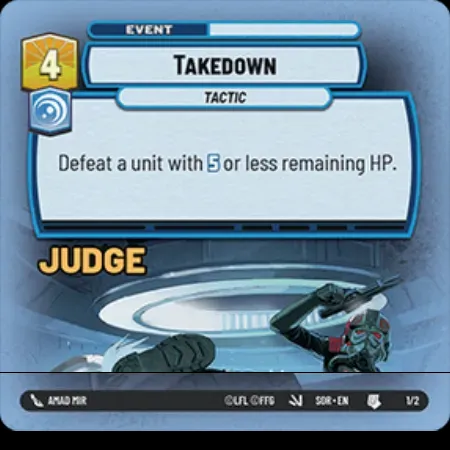 EVENT
4
TAKEDOWN
TACTIC
Defeat a unit with 5 or less remaining HP.
JUDGE
AMAD MIR
©LFL ©FFG
SOR • EN
1/2